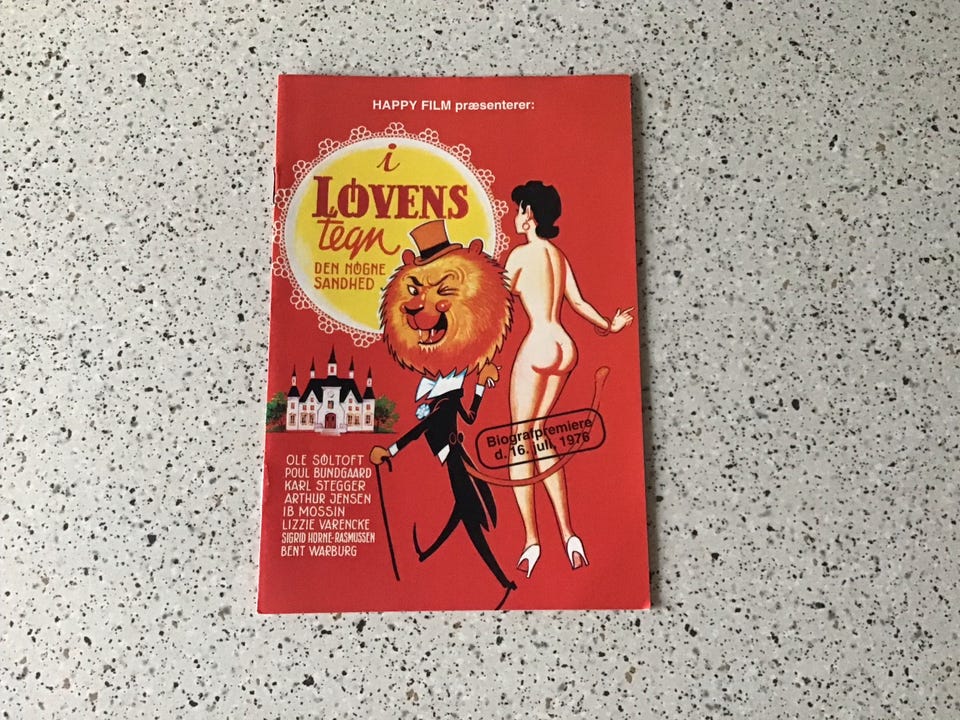 HAPPY FILM præsenterer:
i
LØVENS
tegn
DEN NØGNE
SANDHED
Biografpremiere
d. 16. juli 1976
OLE SØLTOFT
POUL BUNDGAARD
KARL STEGGER
ARTHUR JENSEN
IB MOSSIN
LIZZIE VARENCKE
SIGRID HORNE-RASMUSSEN
BENT WARBURG